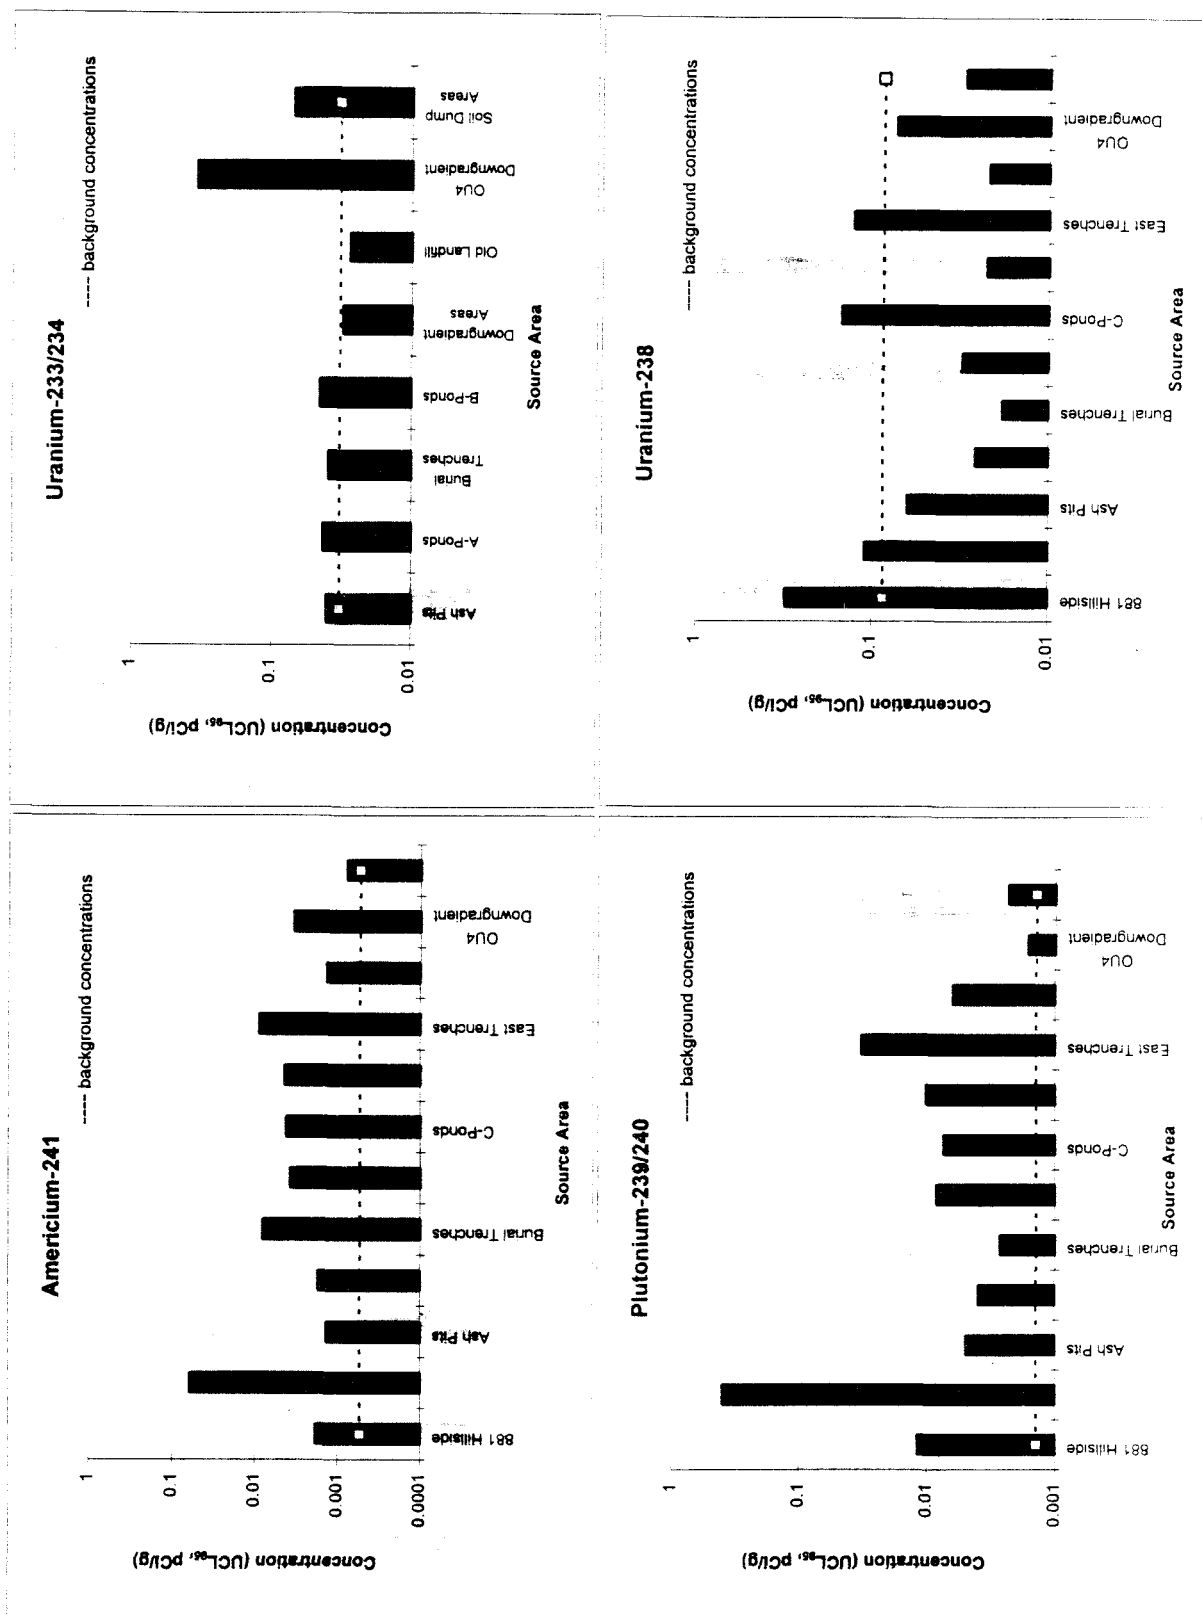 Americium-241
---- background concentrations
Concentration (UCL95, pCi/g)
1
0.1
0.01
0.001
0.0001
881 Hillside
Ash Pits
Burial Trenches
C-Ponds
East Trenches
OU4
Downgradient
Source Area
Uranium-233/234
---- background concentrations
Concentration (UCL95, pCi/g)
1
0.1
0.01
Ash Pits
A-Ponds
Burial
Trenches
B-Ponds
Downgradient
Areas
Old Landfill
OU4
Downgradient
Soil Dump
Areas
Source Area
Plutonium-239/240
---- background concentrations
Concentration (UCL95, pCi/g)
1
0.1
0.01
0.001
881 Hillside
Ash Pits
Burial Trenches
C-Ponds
East Trenches
OU4
Downgradient
Source Area
Uranium-238
---- background concentrations
Concentration (UCL95, pCi/g)
1
0.1
0.01
881 Hillside
Ash Pits
Burial Trenches
C-Ponds
East Trenches
OU4
Downgradient
Source Area